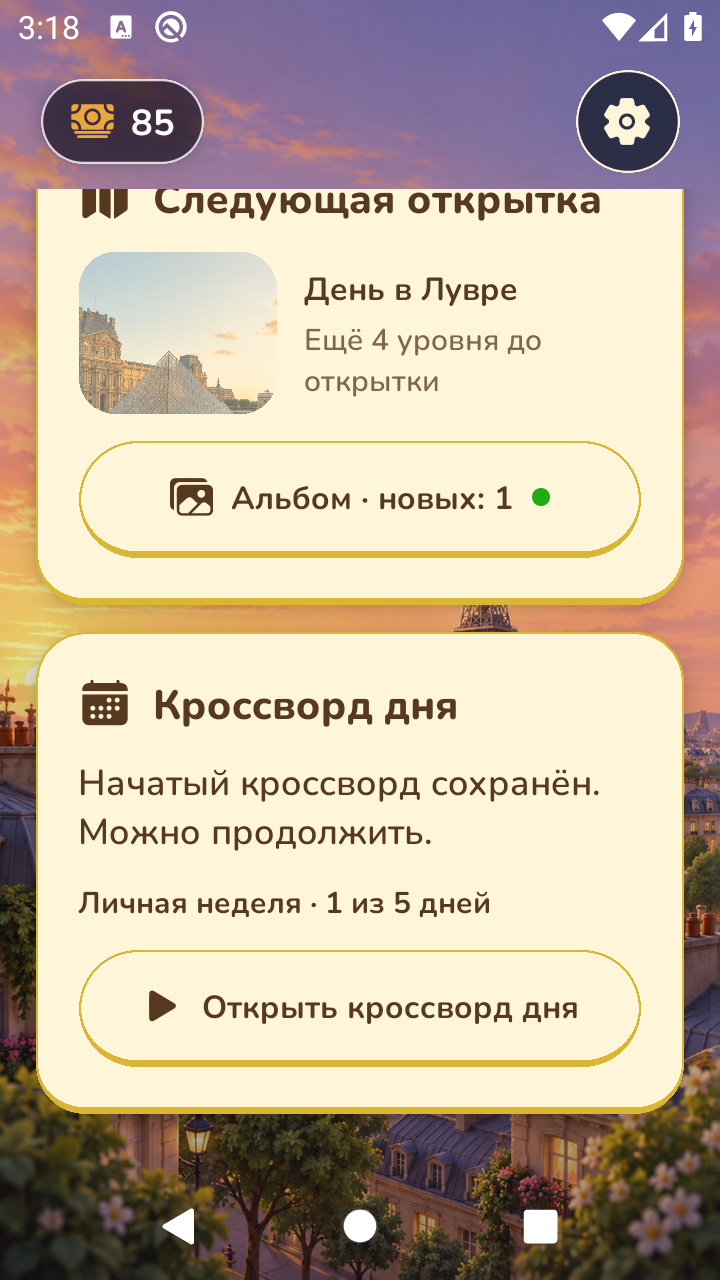 3:18
85
Следующая открытка
День в Лувре
Ещё 4 уровня до
открытки
Альбом · новых: 1
Кроссворд дня
Начатый кроссворд сохранён.
Можно продолжить.
Личная неделя · 1 из 5 дней
Открыть кроссворд дня